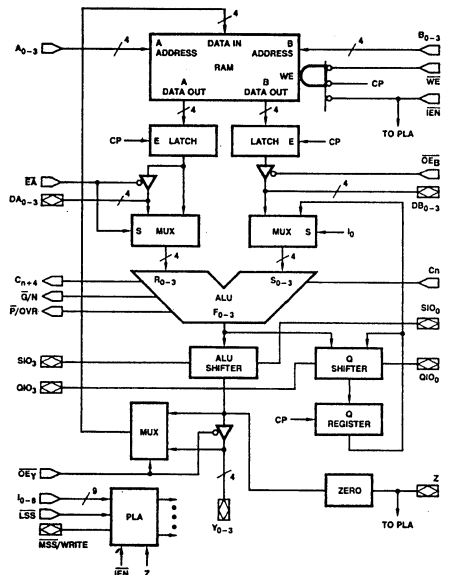 4
A0-3
4
A ADDRESS
DATA IN
B ADDRESS
4
B0-3
RAM
WE
WE
CP
IEN
TO PLA
A DATA OUT
B DATA OUT
4
4
CP
E LATCH
LATCH E
CP
EA
OEB
DA0-3
4
4
DB0-3
S MUX
MUX S
I0
4
4
Cn+4
R0-3
S0-3
Cn
G/N
ALU
P/OVR
F0-3
SIO0
SIO3
ALU SHIFTER
Q SHIFTER
QIO3
QIO0
MUX
CP
Q REGISTER
OEY
4
ZERO
Z
I0-8
9
LSS
PLA
MSS/WRITE
Y0-3
TO PLA
IEN
Z